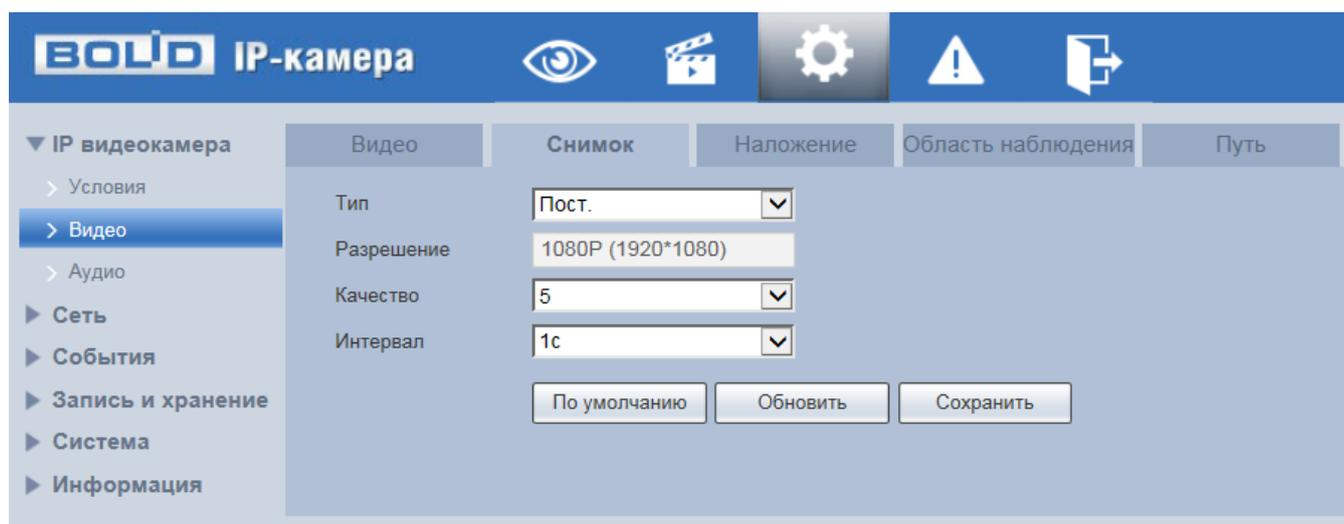 BOLID IP-камера
IP видеокамера
Условия
Видео
Аудио
Сеть
События
Запись и хранение
Система
Информация
Видео Снимок Наложение Область наблюдения Путь
Тип Пост.
Разрешение 1080P (1920*1080)
Качество 5
Интервал 1с
По умолчанию Обновить Сохранить